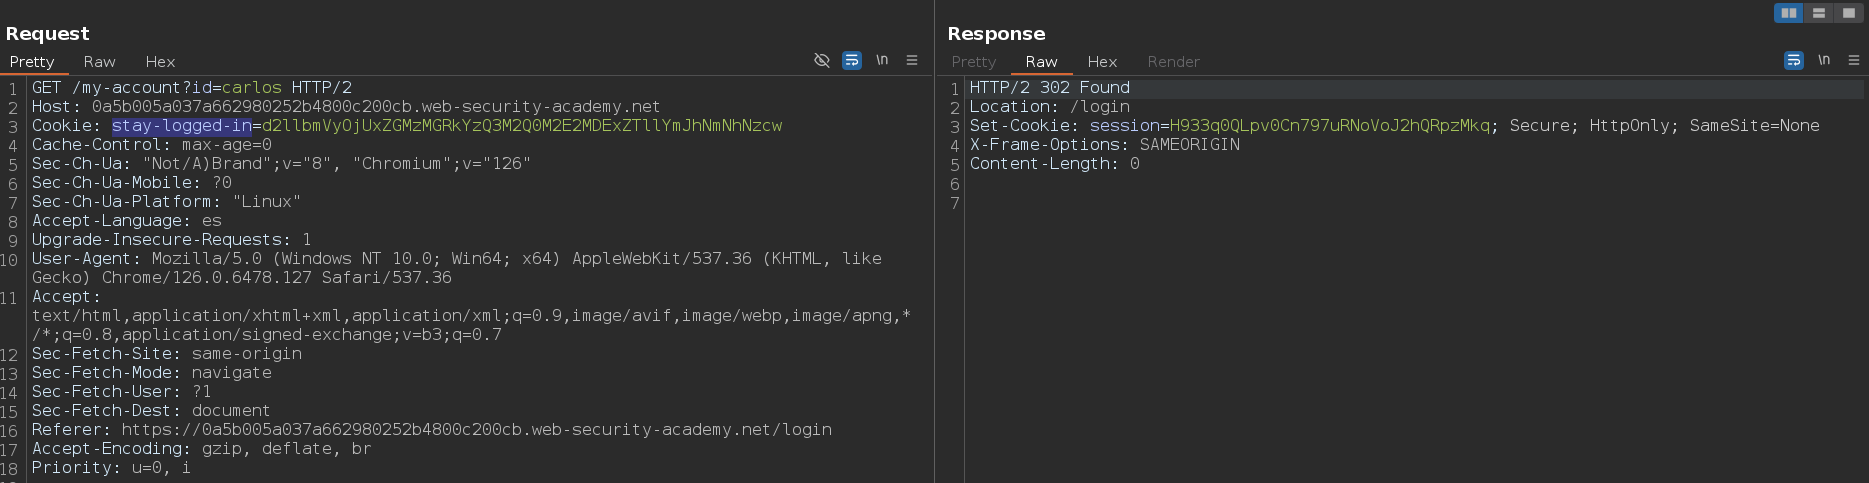 Request
Pretty Raw Hex
\n
1 GET /my-account?id=carlos HTTP/2
2 Host: 0a5b005a037a662980252b4800c200cb.web-security-academy.net
3 Cookie: stay-logged-in=d2llbmVyOjUxZGMzMGRkYzQ3M2Q0M2E2MDExZTllYmJhNmNhNzcw
4 Cache-Control: max-age=0
5 Sec-Ch-Ua: "Not/A)Brand";v="8", "Chromium";v="126"
6 Sec-Ch-Ua-Mobile: ?0
7 Sec-Ch-Ua-Platform: "Linux"
8 Accept-Language: es
9 Upgrade-Insecure-Requests: 1
10 User-Agent: Mozilla/5.0 (Windows NT 10.0; Win64; x64) AppleWebKit/537.36 (KHTML, like
Gecko) Chrome/126.0.6478.127 Safari/537.36
11 Accept:
text/html,application/xhtml+xml,application/xml;q=0.9,image/avif,image/webp,image/apng,*
/*;q=0.8,application/signed-exchange;v=b3;q=0.7
12 Sec-Fetch-Site: same-origin
13 Sec-Fetch-Mode: navigate
14 Sec-Fetch-User: ?1
15 Sec-Fetch-Dest: document
16 Referer: https://0a5b005a037a662980252b4800c200cb.web-security-academy.net/login
17 Accept-Encoding: gzip, deflate, br
18 Priority: u=0, i
Response
Pretty Raw Hex Render
\n
1 HTTP/2 302 Found
2 Location: /login
3 Set-Cookie: session=H933q0QLpv0Cn797uRNoVoJ2hQRpzMkq; Secure; HttpOnly; SameSite=None
4 X-Frame-Options: SAMEORIGIN
5 Content-Length: 0
6
7